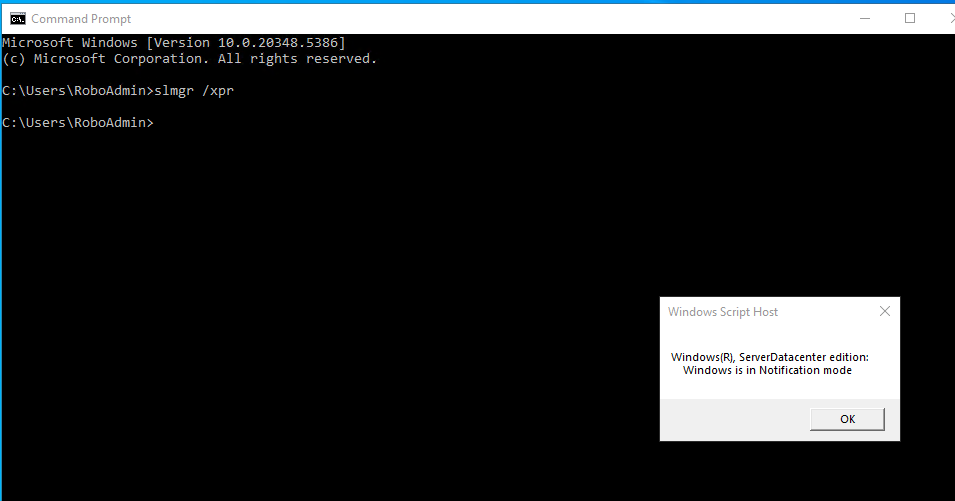 Command Prompt
Microsoft Windows [Version 10.0.20348.5386]
(c) Microsoft Corporation. All rights reserved.
C:\Users\RoboAdmin>slmgr /xpr
C:\Users\RoboAdmin>
Windows Script Host
Windows(R), ServerDatacenter edition:
Windows is in Notification mode
OK